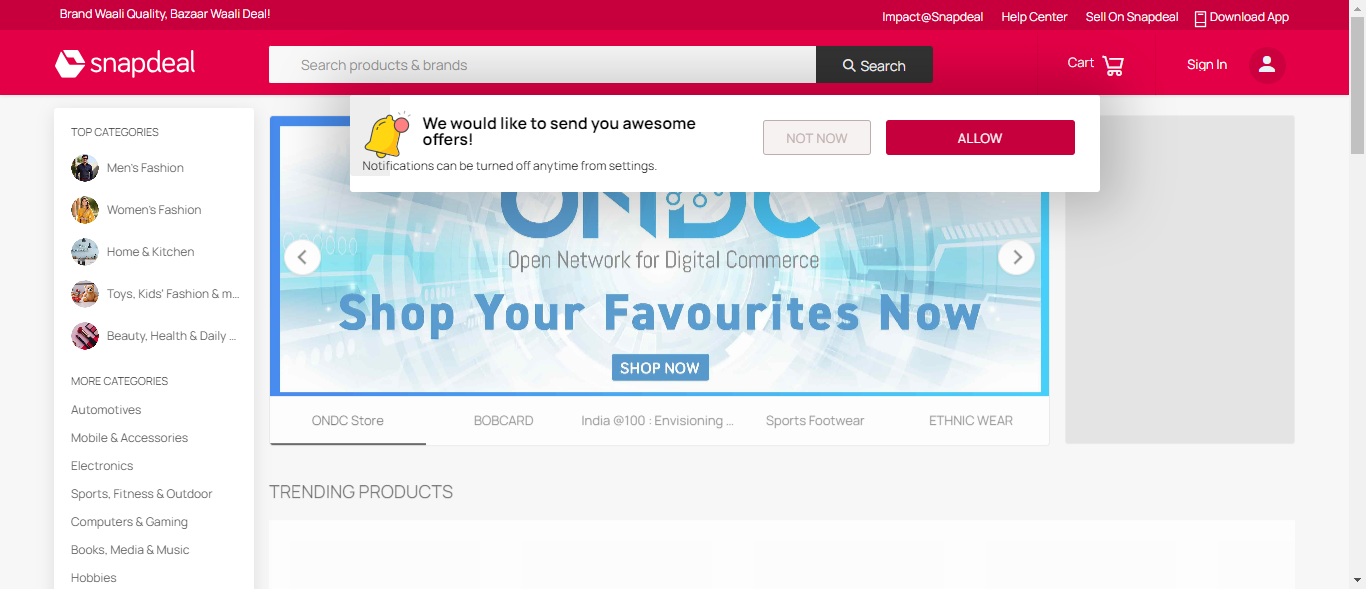 Brand Waali Quality, Bazaar Waali Deal!
Impact@Snapdeal Help Center Sell On Snapdeal Download App
snapdeal
Search products & brands
Search
Cart
Sign In
We would like to send you awesome
offers!
Notifications can be turned off anytime from settings.
NOT NOW
ALLOW
TOP CATEGORIES
Men's Fashion
Women's Fashion
Home & Kitchen
Toys, Kids' Fashion & m...
Beauty, Health & Daily ...
MORE CATEGORIES
Automotives
Mobile & Accessories
Electronics
Sports, Fitness & Outdoor
Computers & Gaming
Books, Media & Music
Hobbies
ONDC
Open Network for Digital Commerce
Shop Your Favourites Now
SHOP NOW
ONDC Store
BOBCARD
India @100 : Envisioning ...
Sports Footwear
ETHNIC WEAR
TRENDING PRODUCTS